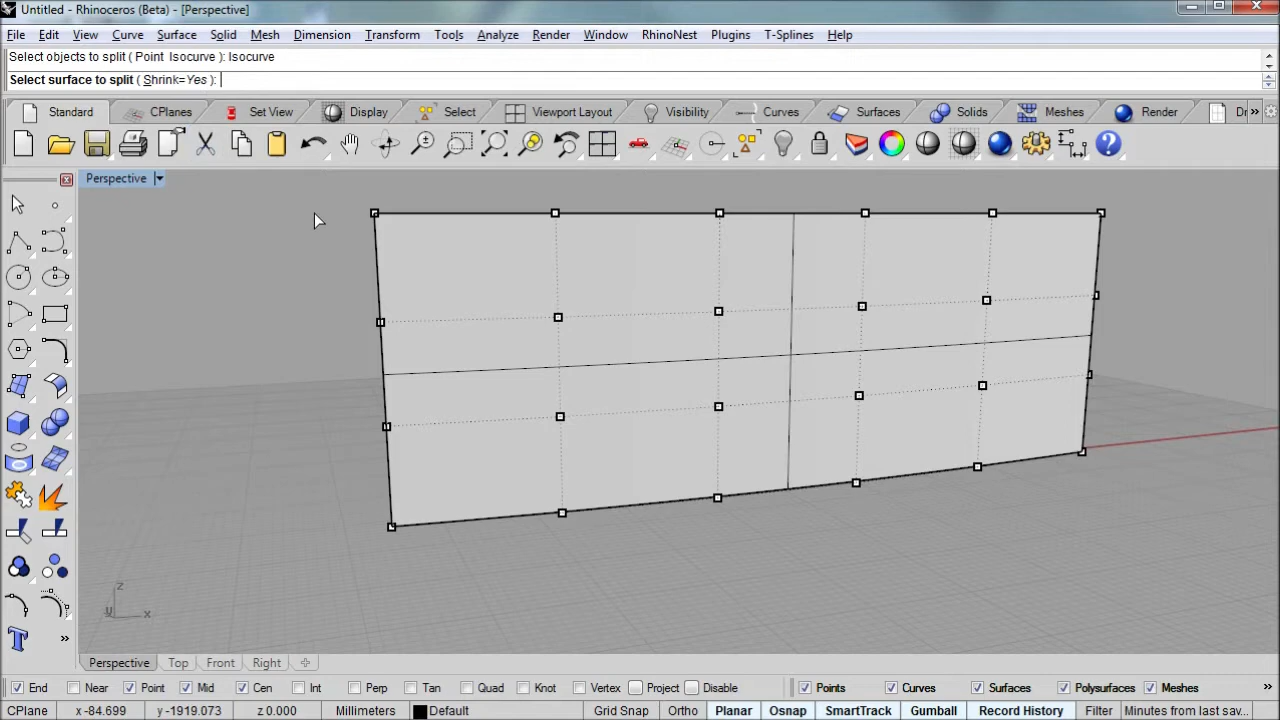 Untitled - Rhinoceros (Beta) - [Perspective]
File Edit View Curve Surface Solid Mesh Dimension Transform Tools Analyze Render Window RhinoNest Plugins T-Splines Help
Select objects to split ( Point Isocurve ): Isocurve
Select surface to split ( Shrink=Yes ):
Standard CPlanes Set View Display Select Viewport Layout Visibility Curves Surfaces Solids Meshes Render Dr
Perspective
z
y x
Perspective Top Front Right
End Near Point Mid Cen Int Perp Tan Quad Knot Vertex Project Disable Points Curves Surfaces Polysurfaces Meshes
CPlane x -84.699 y -1919.073 z 0.000 Millimeters Default Grid Snap Ortho Planar Osnap SmartTrack Gumball Record History Filter Minutes from last sav...